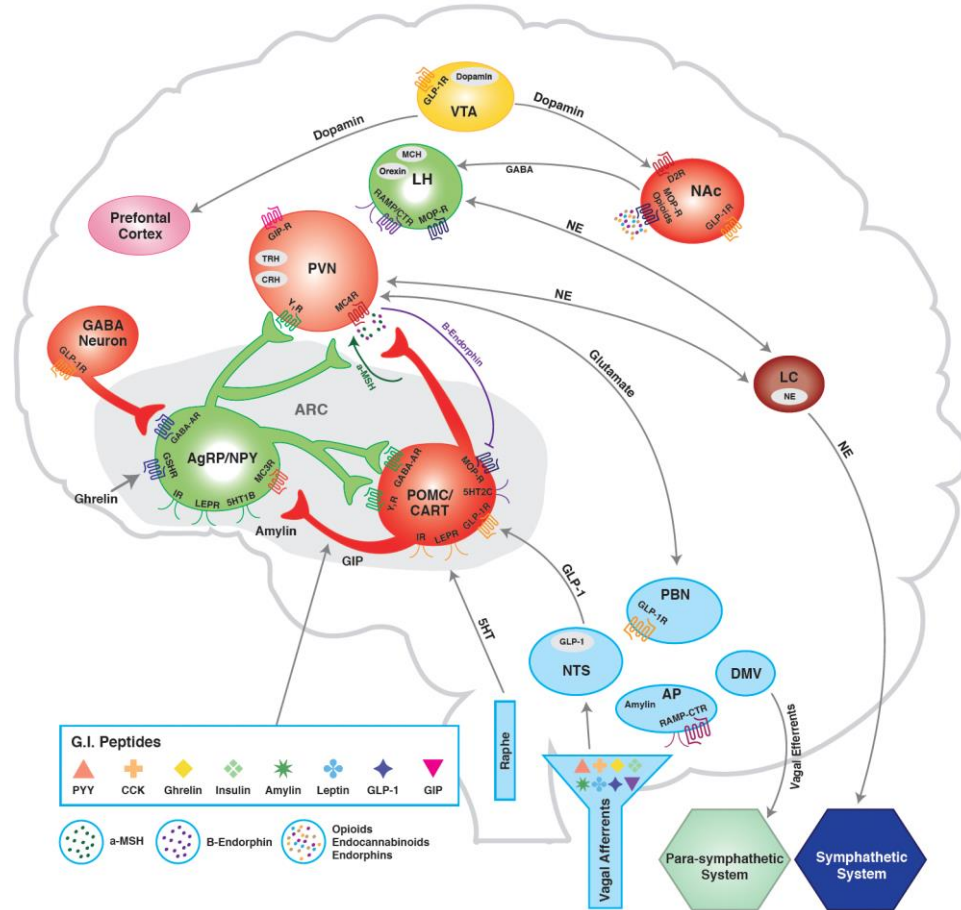 GLP-1R
Dopamin
VTA
Dopamin
Dopamin
MCH
Orexin
LH
RAMP/CTR
MOP-R
GABA
D2R
NAc
MOP-R
Opioids
GLP-1R
Prefontal
Cortex
GIP-R
TRH
CRH
PVN
Y₁R
MC4R
NE
NE
B-Endorphin
a-MSH
Glutamate
GABA
Neuron
GLP-1R
LC
NE
NE
ARC
GABA-AR
GSHR
AgRP/NPY
MC3R
IR
LEPR
5HT1B
Ghrelin
Amylin
GIP
GABA-AR
Y₁R
POMC/
CART
MOP-R
5HT2C
GLP-1R
IR
LEPR
GLP-1
5HT
PBN
GLP-1R
GLP-1
NTS
DMV
AP
Amylin
RAMP-CTR
Vagal Efferrents
Raphe
Vagal Afferrents
G.I. Peptides
PYY
CCK
Ghrelin
Insulin
Amylin
Leptin
GLP-1
GIP
a-MSH
B-Endorphin
Opioids
Endocannabinoids
Endorphins
Para-symphathetic
System
Symphathetic
System